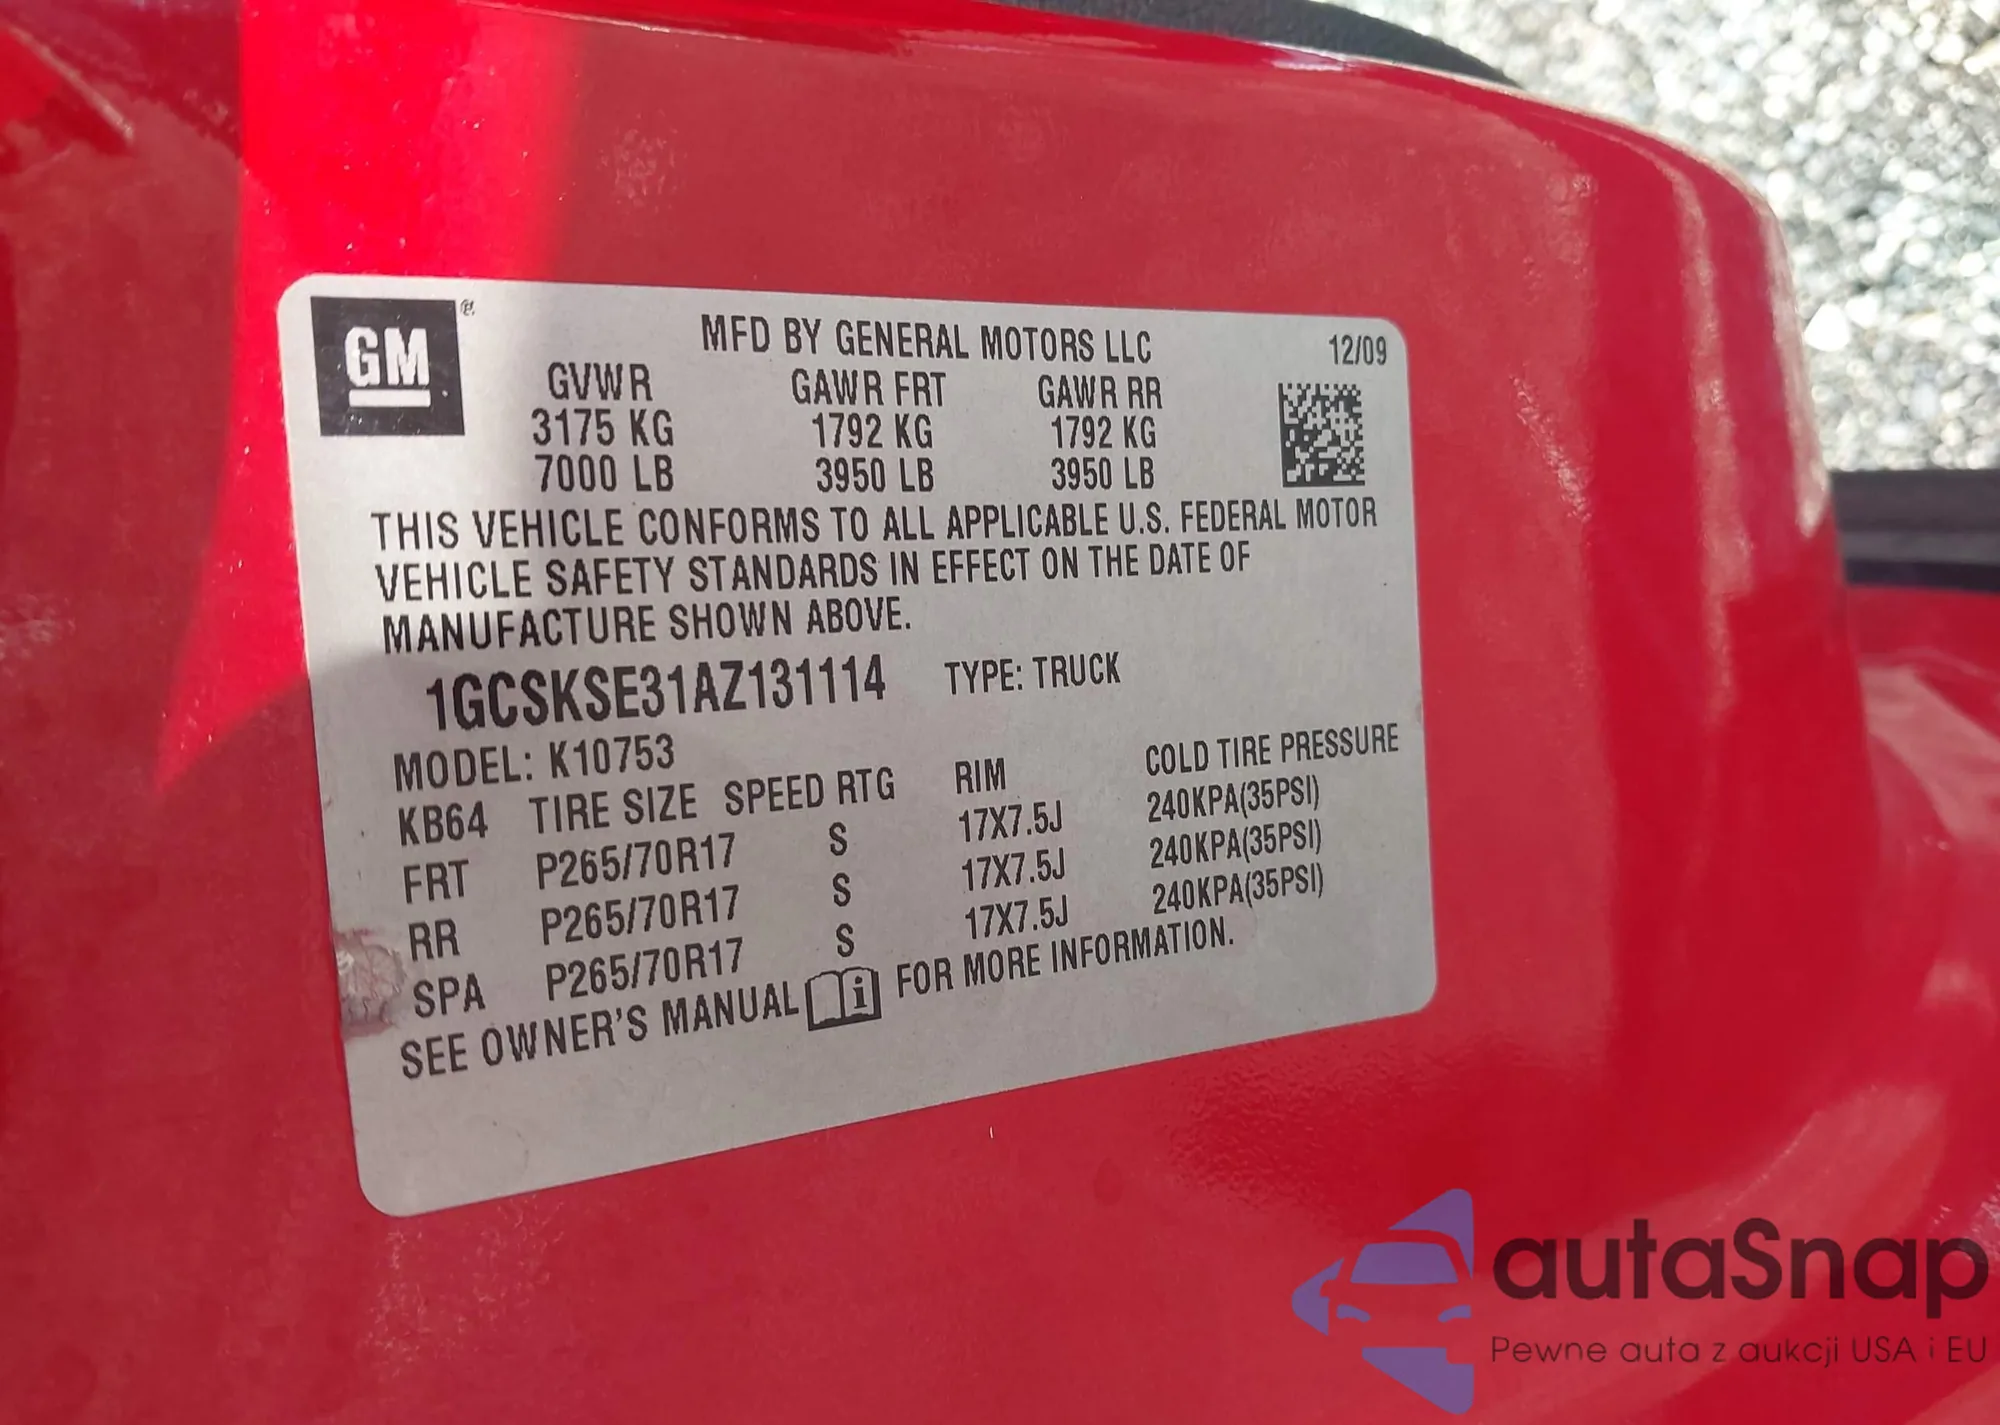 GM
MFD BY GENERAL MOTORS LLC 12/09
GVWR GAWR FRT GAWR RR
3175 KG 1792 KG 1792 KG
7000 LB 3950 LB 3950 LB
THIS VEHICLE CONFORMS TO ALL APPLICABLE U.S. FEDERAL MOTOR
VEHICLE SAFETY STANDARDS IN EFFECT ON THE DATE OF
MANUFACTURE SHOWN ABOVE.
1GCSKSE31AZ131114 TYPE: TRUCK
MODEL: K10753
KB64 TIRE SIZE SPEED RTG RIM COLD TIRE PRESSURE
FRT P265/70R17 S 17X7.5J 240KPA(35PSI)
RR P265/70R17 S 17X7.5J 240KPA(35PSI)
SPA P265/70R17 S 17X7.5J 240KPA(35PSI)
SEE OWNER'S MANUAL i FOR MORE INFORMATION.
autaSnap
Pewne auta z aukcji USA i EU